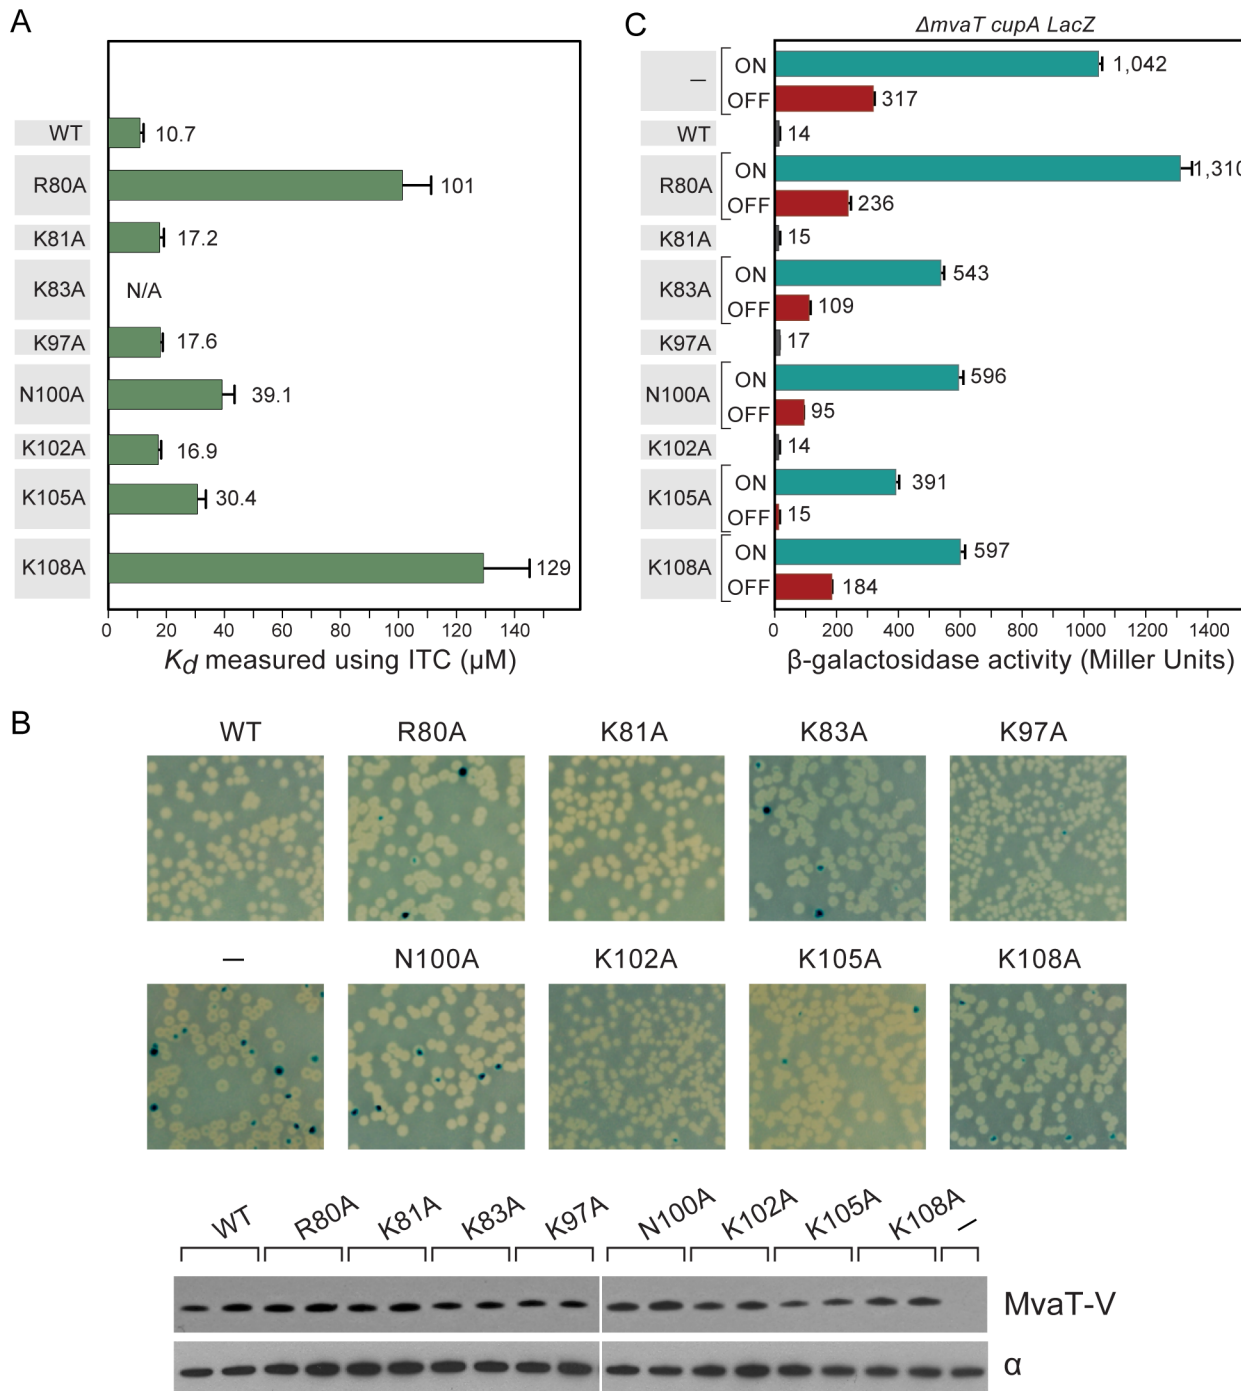 A
WT
10.7
R80A
101
K81A
17.2
K83A
N/A
K97A
17.6
N100A
39.1
K102A
16.9
K105A
30.4
K108A
129
0 20 40 60 80 100 120 140
Kd measured using ITC (μM)
C
ΔmvaT cupA LacZ
– ON 1,042
OFF 317
WT 14
R80A ON 1,310
OFF 236
K81A 15
K83A ON 543
OFF 109
K97A 17
N100A ON 596
OFF 95
K102A 14
K105A ON 391
OFF 15
K108A ON 597
OFF 184
0 200 400 600 800 1000 1200 1400
β-galactosidase activity (Miller Units)
B
WT R80A K81A K83A K97A
– N100A K102A K105A K108A
WT R80A K81A K83A K97A N100A K102A K105A K108A –
MvaT-V
α